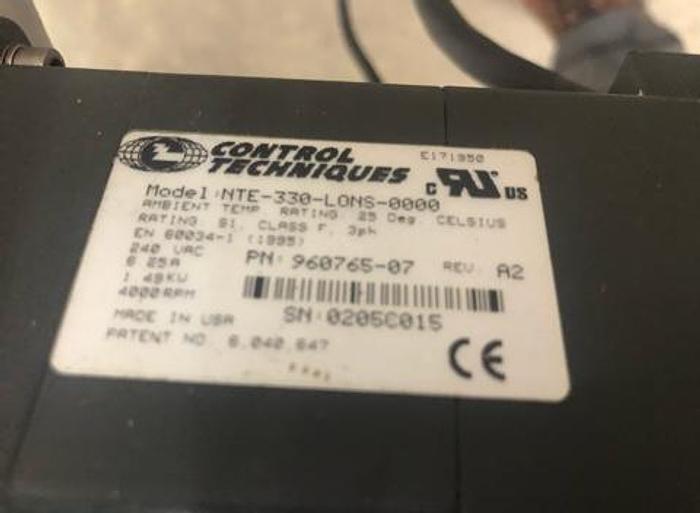 CONTROL
TECHNIQUES
E171950
Model:NTE-330-LONS-0000
AMBIENT TEMP RATING 25 Deg. CELSIUS
RATING S1, CLASS F, 3ph
EN 60034-1 (1995)
240 VAC
6.25A
1.49KW
4000RPM
PN: 960765-07 REV: A2
MADE IN USA
SN:0205C015
PATENT NO. 6,040,647
C RU US
CE